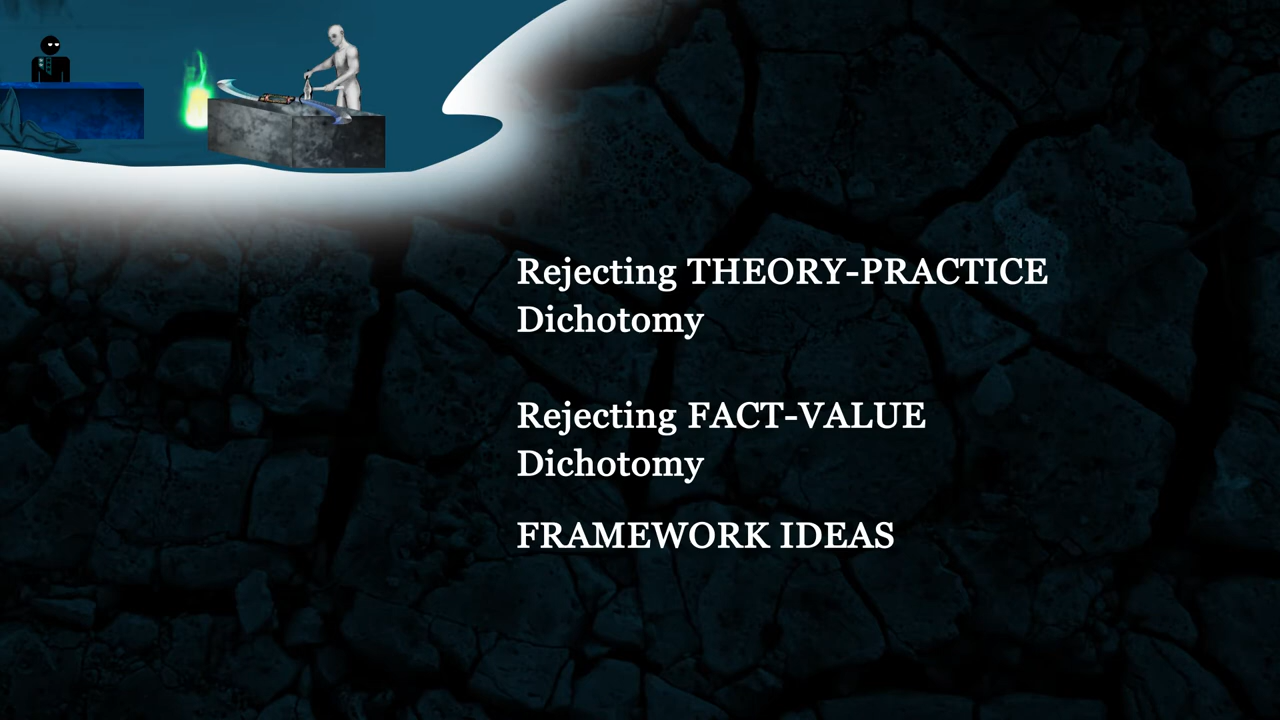 Rejecting THEORY-PRACTICE
Dichotomy
Rejecting FACT-VALUE
Dichotomy
FRAMEWORK IDEAS